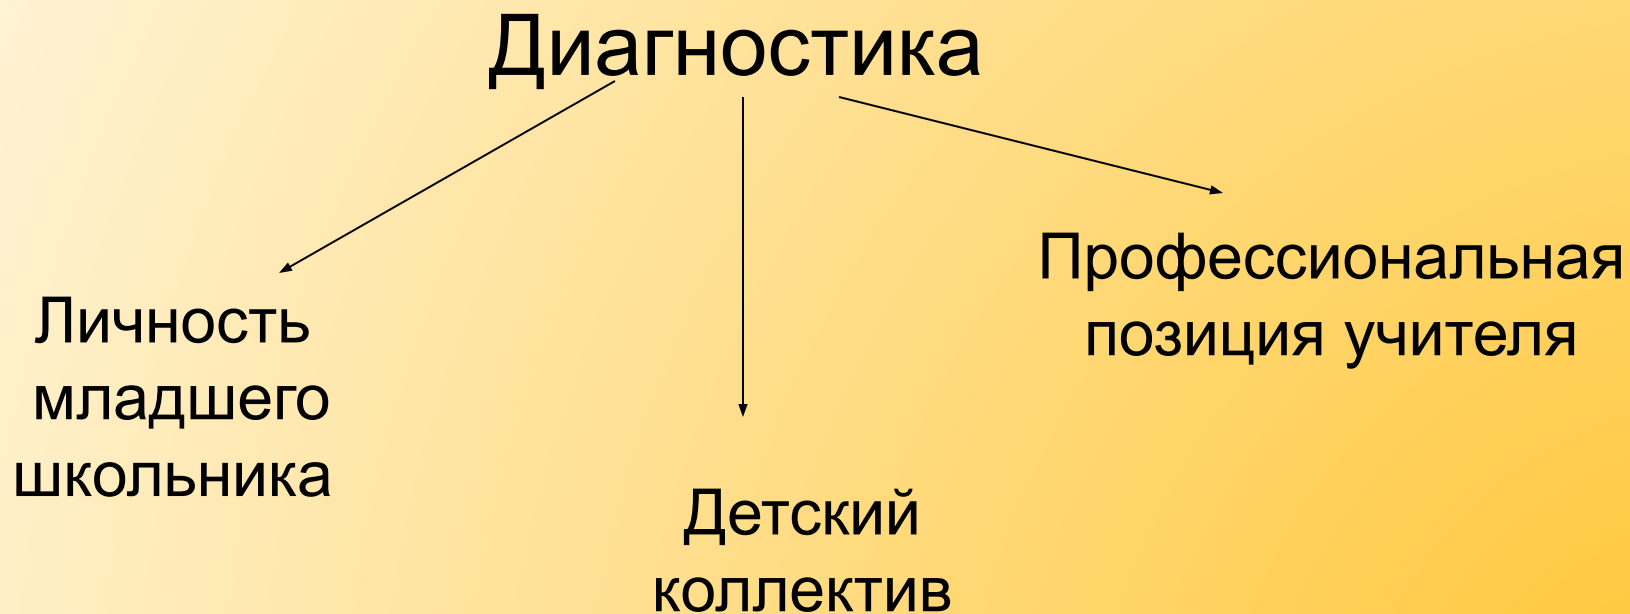 Диагностика
Личность
младшего
школьника
Детский
коллектив
Профессиональная
позиция учителя